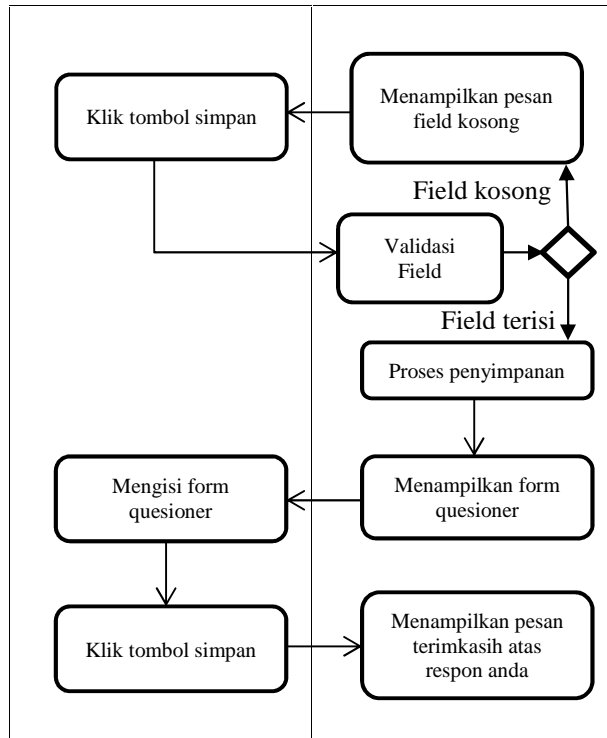 Klik tombol simpan
Menampilkan pesan
field kosong
Field kosong
Validasi
Field
Field terisi
Proses penyimpanan
Mengisi form
quesioner
Menampilkan form
quesioner
Klik tombol simpan
Menampilkan pesan
terimkasih atas
respon anda